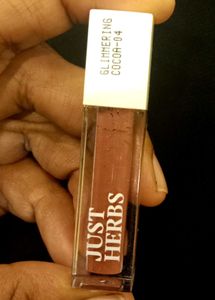 GLIMMERING
COCOA-04
JUST
HERBS